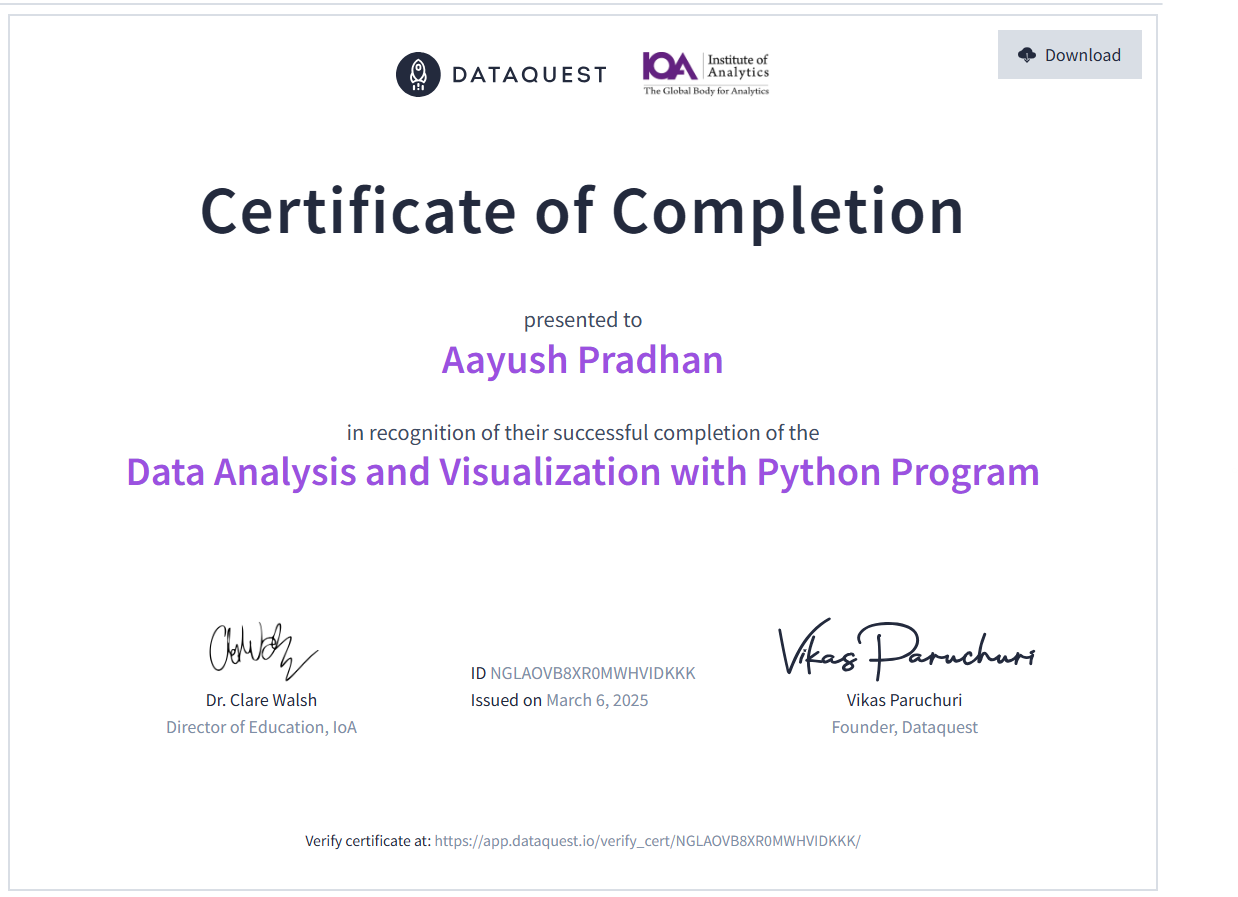 DATAQUEST
IOA Institute of Analytics
The Global Body for Analytics
Download
Certificate of Completion
presented to
Aayush Pradhan
in recognition of their successful completion of the
Data Analysis and Visualization with Python Program
Vikas Paruchuri
ID NGLAOVB8XR0MWHVIDKKK
Dr. Clare Walsh
Issued on March 6, 2025
Vikas Paruchuri
Director of Education, IoA
Founder, Dataquest
Verify certificate at: https://app.dataquest.io/verify_cert/NGLAOVB8XR0MWHVIDKKK/